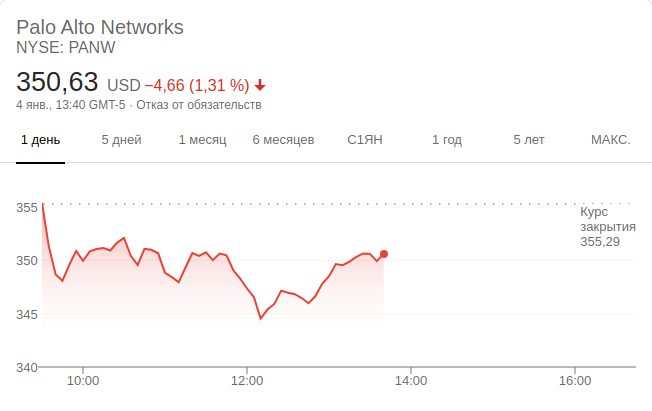 Palo Alto Networks
NYSE: PANW
350,63 USD −4,66 (1,31 %)
4 янв., 13:40 GMT-5 · Отказ от обязательств
1 день 5 дней 1 месяц 6 месяцев С1ЯН 1 год 5 лет МАКС.
355
Курс
закрытия
355,29
350
345
340
10:00 12:00 14:00 16:00